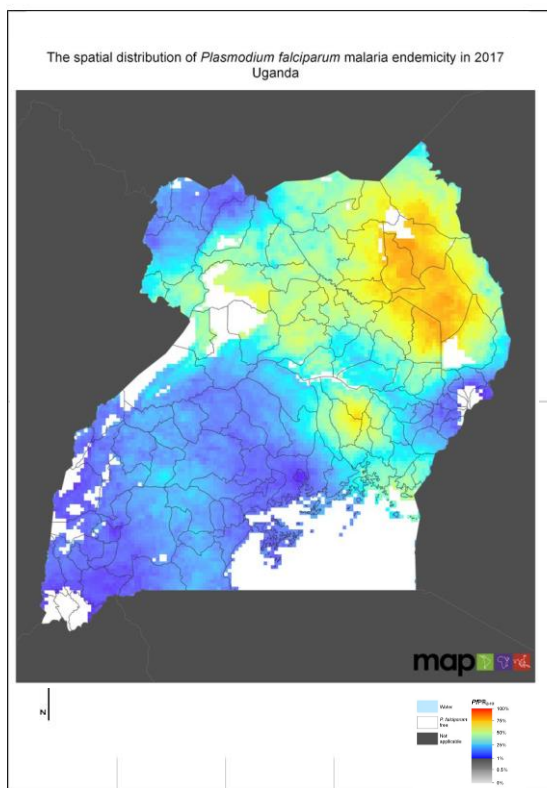 The spatial distribution of Plasmodium falciparum malaria endemicity in 2017
Uganda
map
N
Water
P. falciparum
free
Not
applicable
100%
75%
50%
25%
1%
0.5%
0%